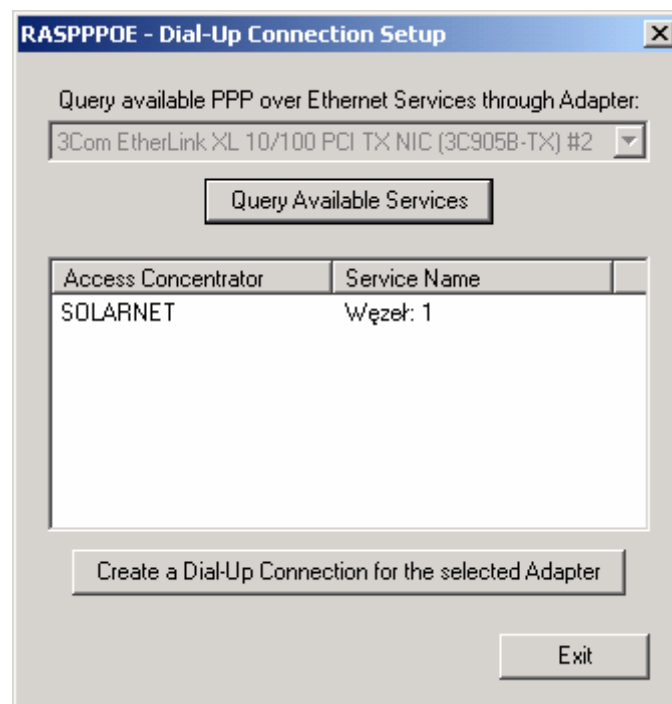 RASPPPOE - Dial-Up Connection Setup
Query available PPP over Ethernet Services through Adapter:
3Com EtherLink XL 10/100 PCI TX NIC (3C905B-TX) #2
Query Available Services
Access Concentrator Service Name
SOLARNET Węzeł: 1
Create a Dial-Up Connection for the selected Adapter
Exit